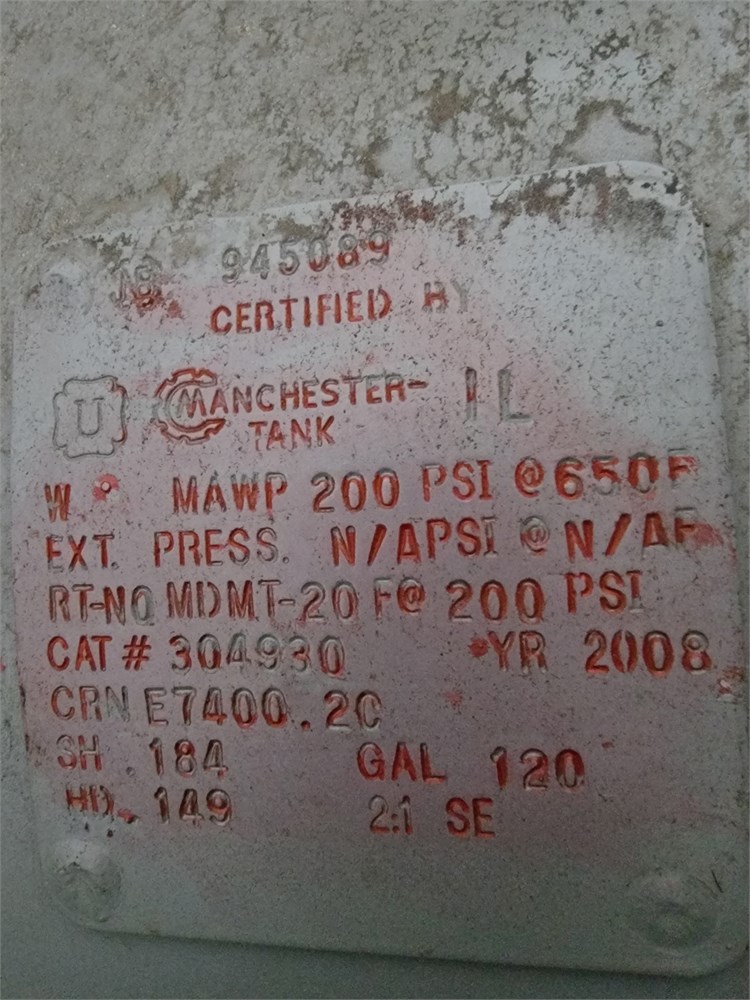 945089
CERTIFIED BY
U MANCHESTER- IL
TANK
W MAWP 200 PSI @ 650F
EXT. PRESS. N/APSI @ N/AF
RT-NO MDMT-20 F@ 200 PSI
CAT # 304930 YR 2008
CRN E7400.2C
SH .184 GAL 120
HD. .149 2:1 SE